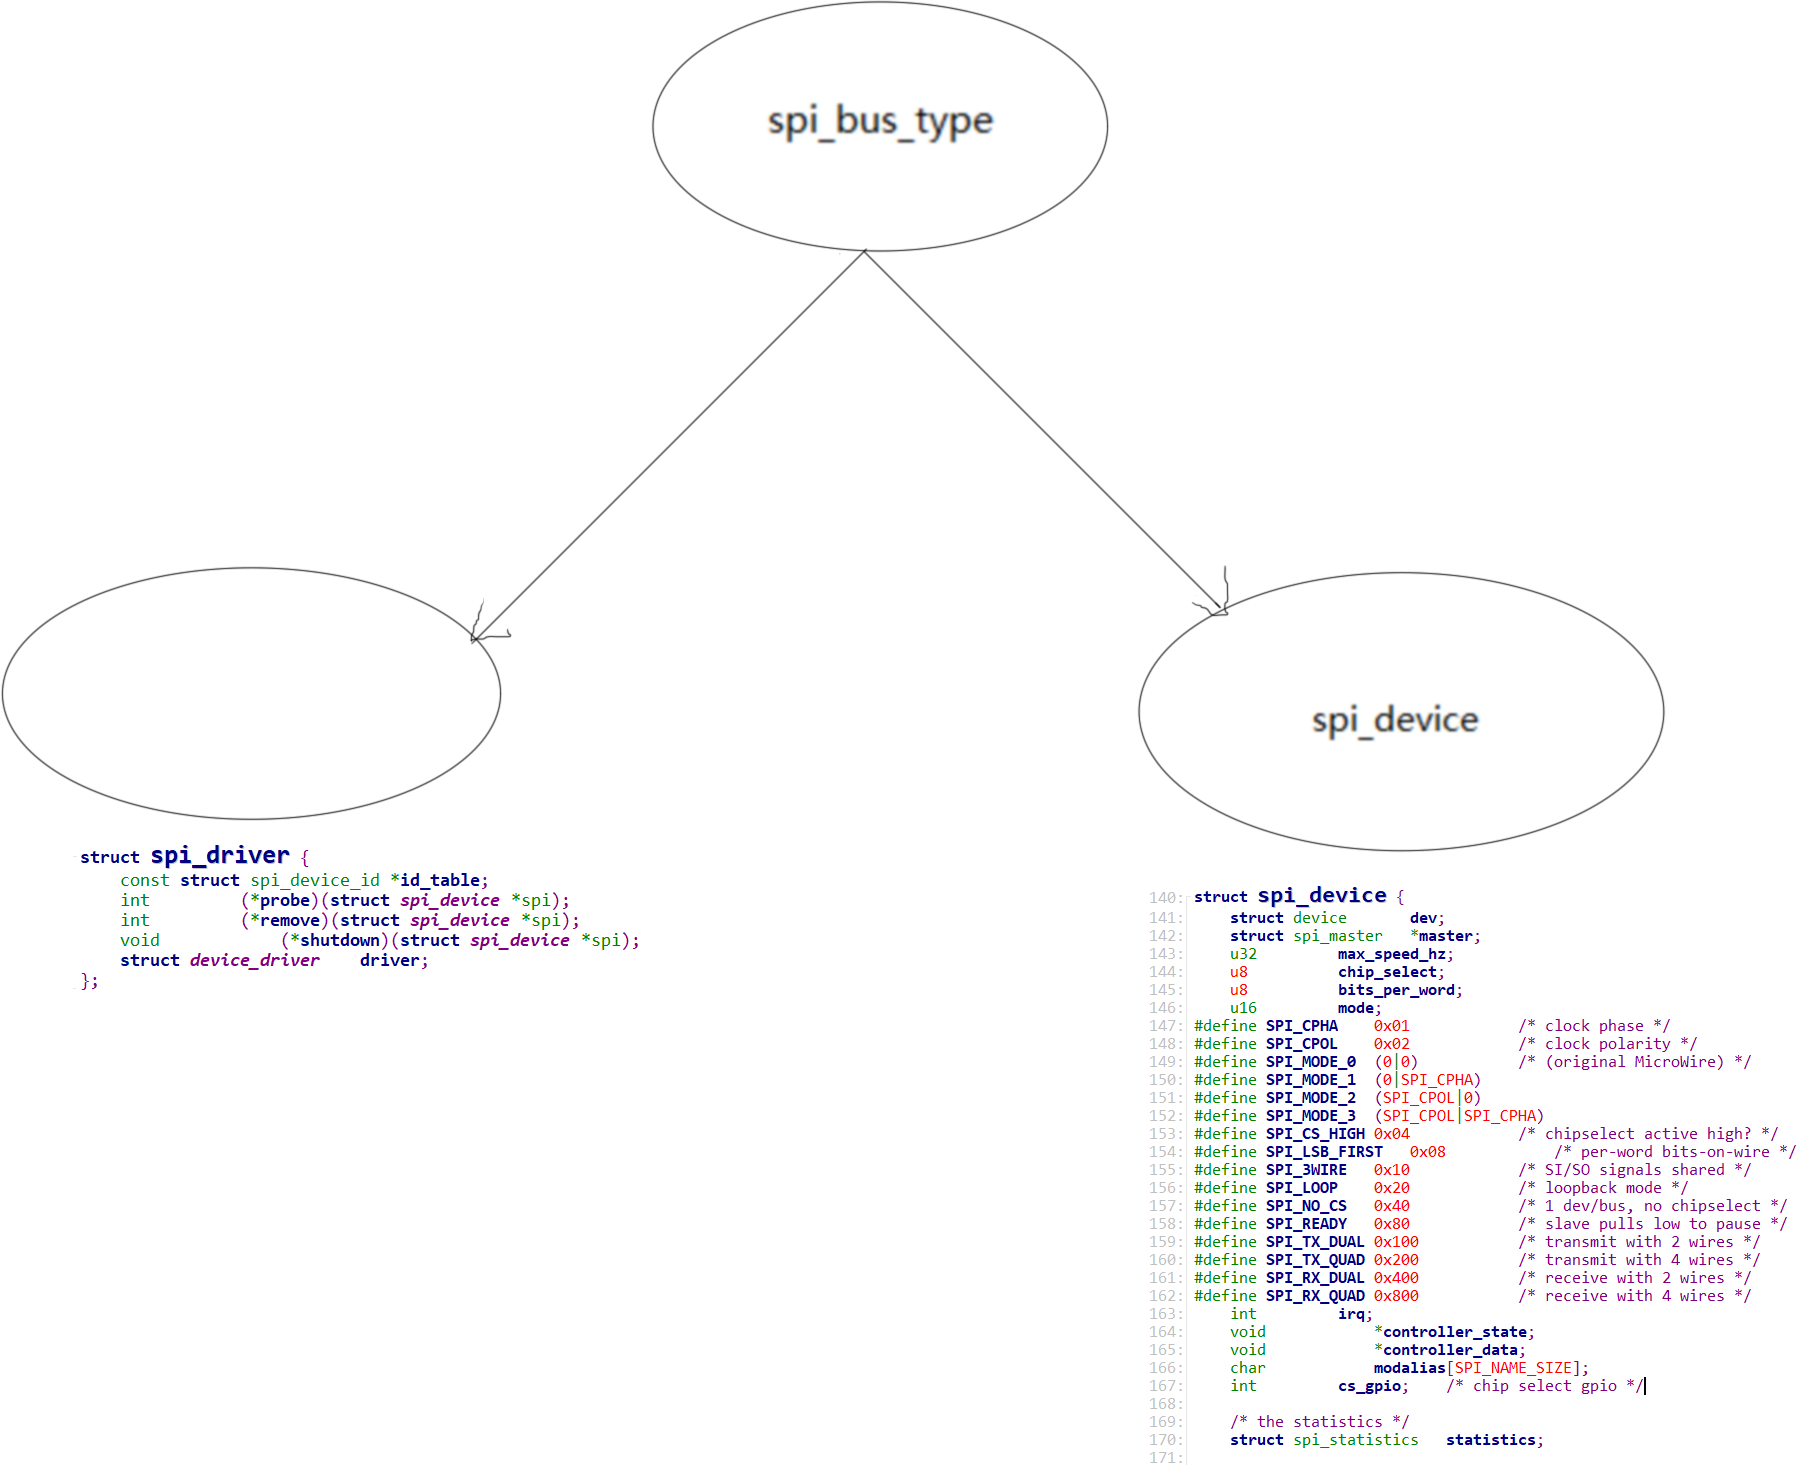 spi_bus_type
spi_device
struct spi_driver {
    const struct spi_device_id *id_table;
    int         (*probe)(struct spi_device *spi);
    int         (*remove)(struct spi_device *spi);
    void            (*shutdown)(struct spi_device *spi);
    struct device_driver    driver;
};
140: struct spi_device {
141:     struct device       dev;
142:     struct spi_master   *master;
143:     u32         max_speed_hz;
144:     u8          chip_select;
145:     u8          bits_per_word;
146:     u16         mode;
147: #define SPI_CPHA    0x01            /* clock phase */
148: #define SPI_CPOL    0x02            /* clock polarity */
149: #define SPI_MODE_0  (0|0)           /* (original MicroWire) */
150: #define SPI_MODE_1  (0|SPI_CPHA)
151: #define SPI_MODE_2  (SPI_CPOL|0)
152: #define SPI_MODE_3  (SPI_CPOL|SPI_CPHA)
153: #define SPI_CS_HIGH 0x04            /* chipselect active high? */
154: #define SPI_LSB_FIRST   0x08            /* per-word bits-on-wire */
155: #define SPI_3WIRE   0x10            /* SI/SO signals shared */
156: #define SPI_LOOP    0x20            /* loopback mode */
157: #define SPI_NO_CS   0x40            /* 1 dev/bus, no chipselect */
158: #define SPI_READY   0x80            /* slave pulls low to pause */
159: #define SPI_TX_DUAL 0x100           /* transmit with 2 wires */
160: #define SPI_TX_QUAD 0x200           /* transmit with 4 wires */
161: #define SPI_RX_DUAL 0x400           /* receive with 2 wires */
162: #define SPI_RX_QUAD 0x800           /* receive with 4 wires */
163:     int         irq;
164:     void            *controller_state;
165:     void            *controller_data;
166:     char            modalias[SPI_NAME_SIZE];
167:     int         cs_gpio;    /* chip select gpio */
168:
169:     /* the statistics */
170:     struct spi_statistics   statistics;
171: